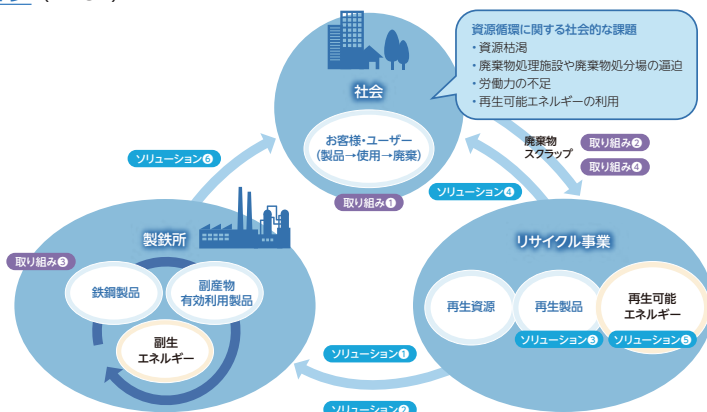 資源循環に関する社会的な課題
・資源枯渇
・廃棄物処理施設や廃棄物処分場の逼迫
・労働力の不足
・再生可能エネルギーの利用
社会
お客様・ユーザー
(製品→使用→廃棄)
取り組み❶
廃棄物
スクラップ
取り組み❷
取り組み❹
ソリューション❻
ソリューション❹
製鉄所
取り組み❸
鉄鋼製品
副産物
有効利用製品
副生
エネルギー
リサイクル事業
再生資源
再生製品
再生可能
エネルギー
ソリューション❸
ソリューション❺
ソリューション❶
ソリューション❷